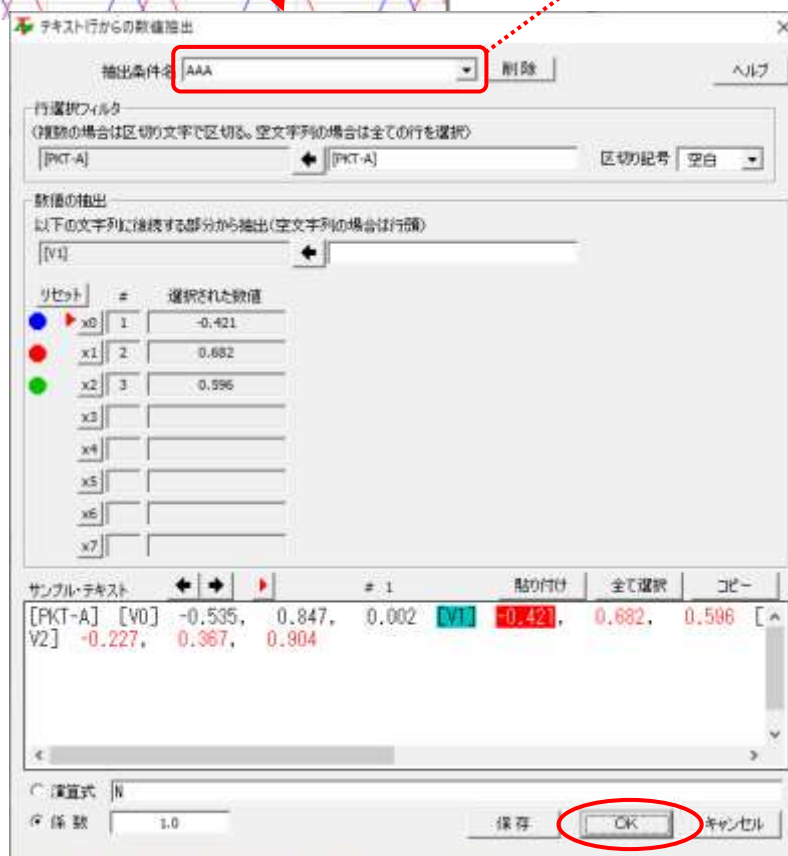 テキスト行からの数値抽出
抽出条件名 AAA 削除 ヘルプ
行選択フィルタ
(複数の場合は区切り文字で区切る。空文字列の場合は全ての行を選択)
[PKT-A] [PKT-A] 区切り記号 空白
数値の抽出
以下の文字列に後続する部分から抽出(空文字列の場合は行頭)
[V1]
リセット # 選択された数値
x0 1 -0.421
x1 2 0.682
x2 3 0.596
x3
x4
x5
x6
x7
サンプル・テキスト # 1 貼り付け 全て選択 コピー
[PKT-A] [V0] -0.535, 0.847, 0.002 [V1] -0.421, 0.682, 0.596 [
V2] -0.227, 0.367, 0.904
演算式 N
係数 1.0 保存 OK キャンセル